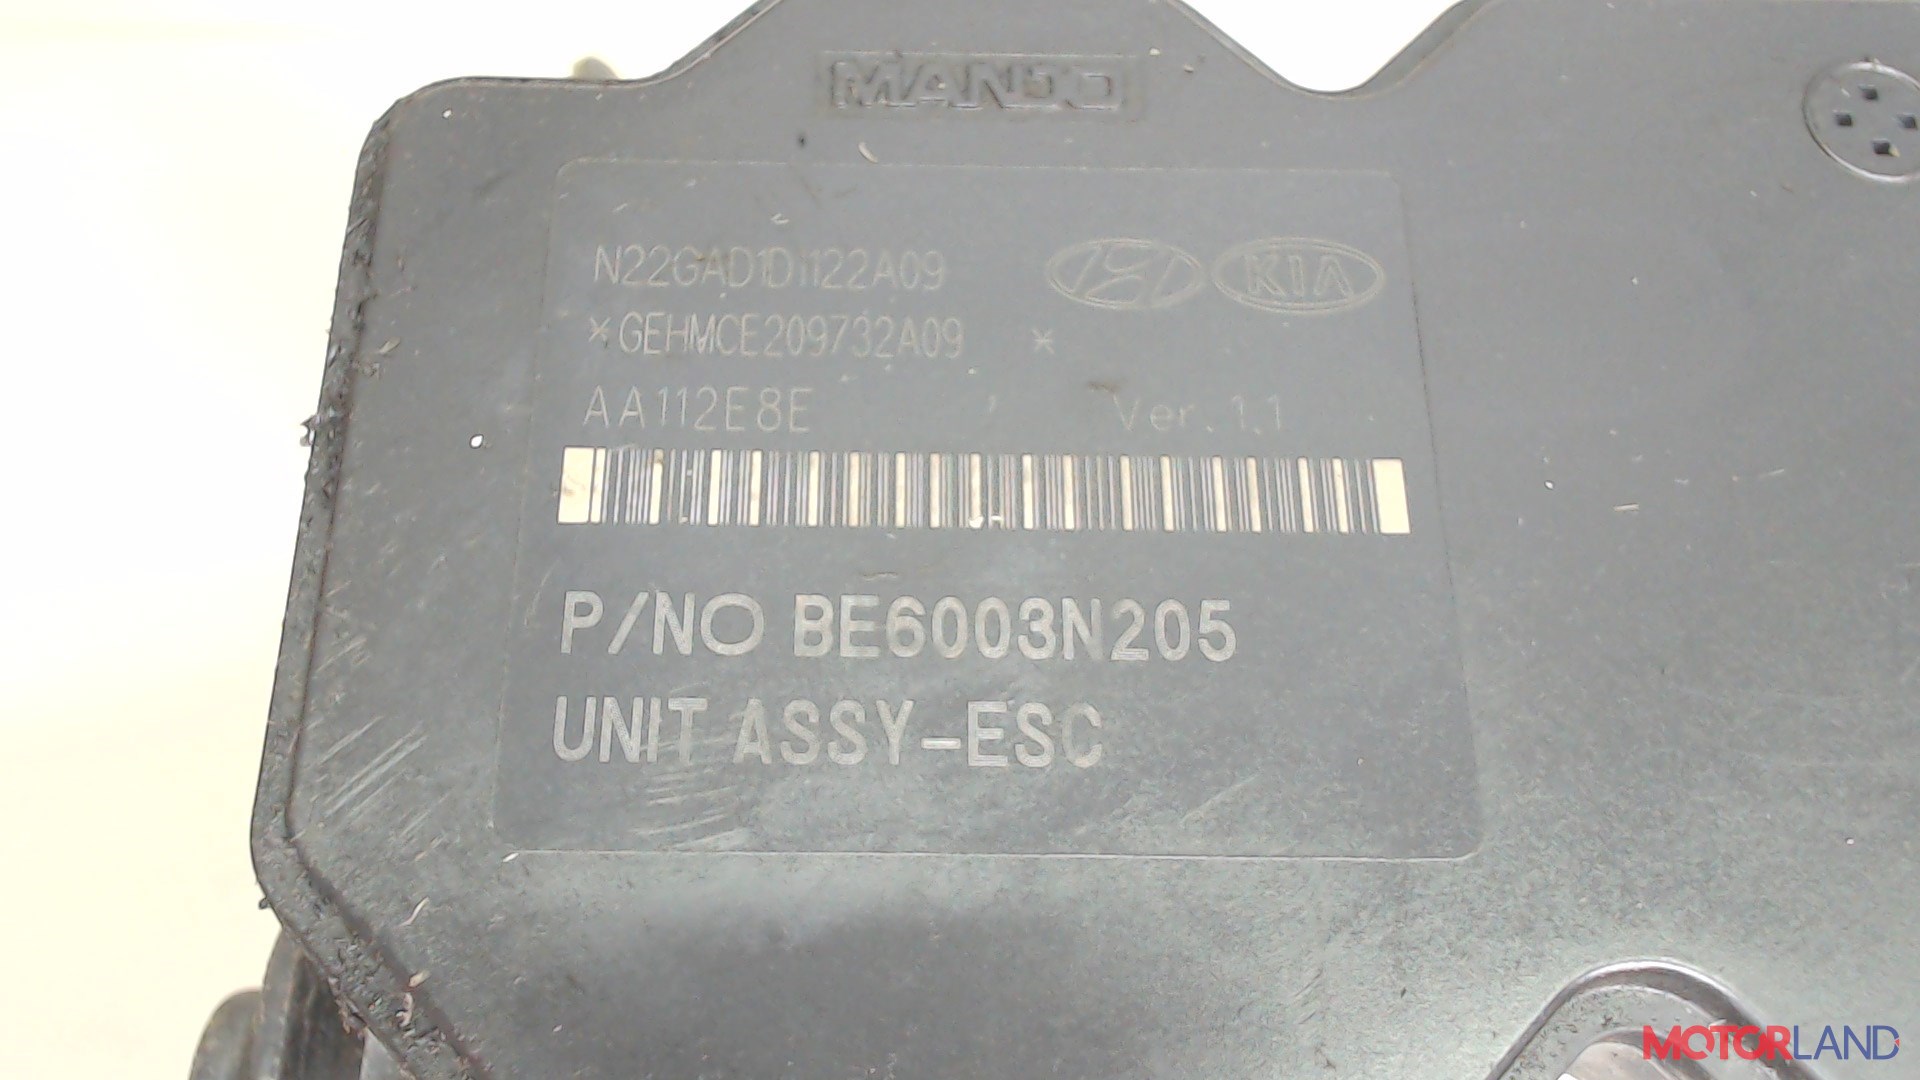 MANDO
N22GAD1D1122A09
KIA
*GEHMCE209732A09 *
AA112E8E Ver. 1.1
P/NO BE6003N205
UNIT ASSY-ESC
MOTORLAND